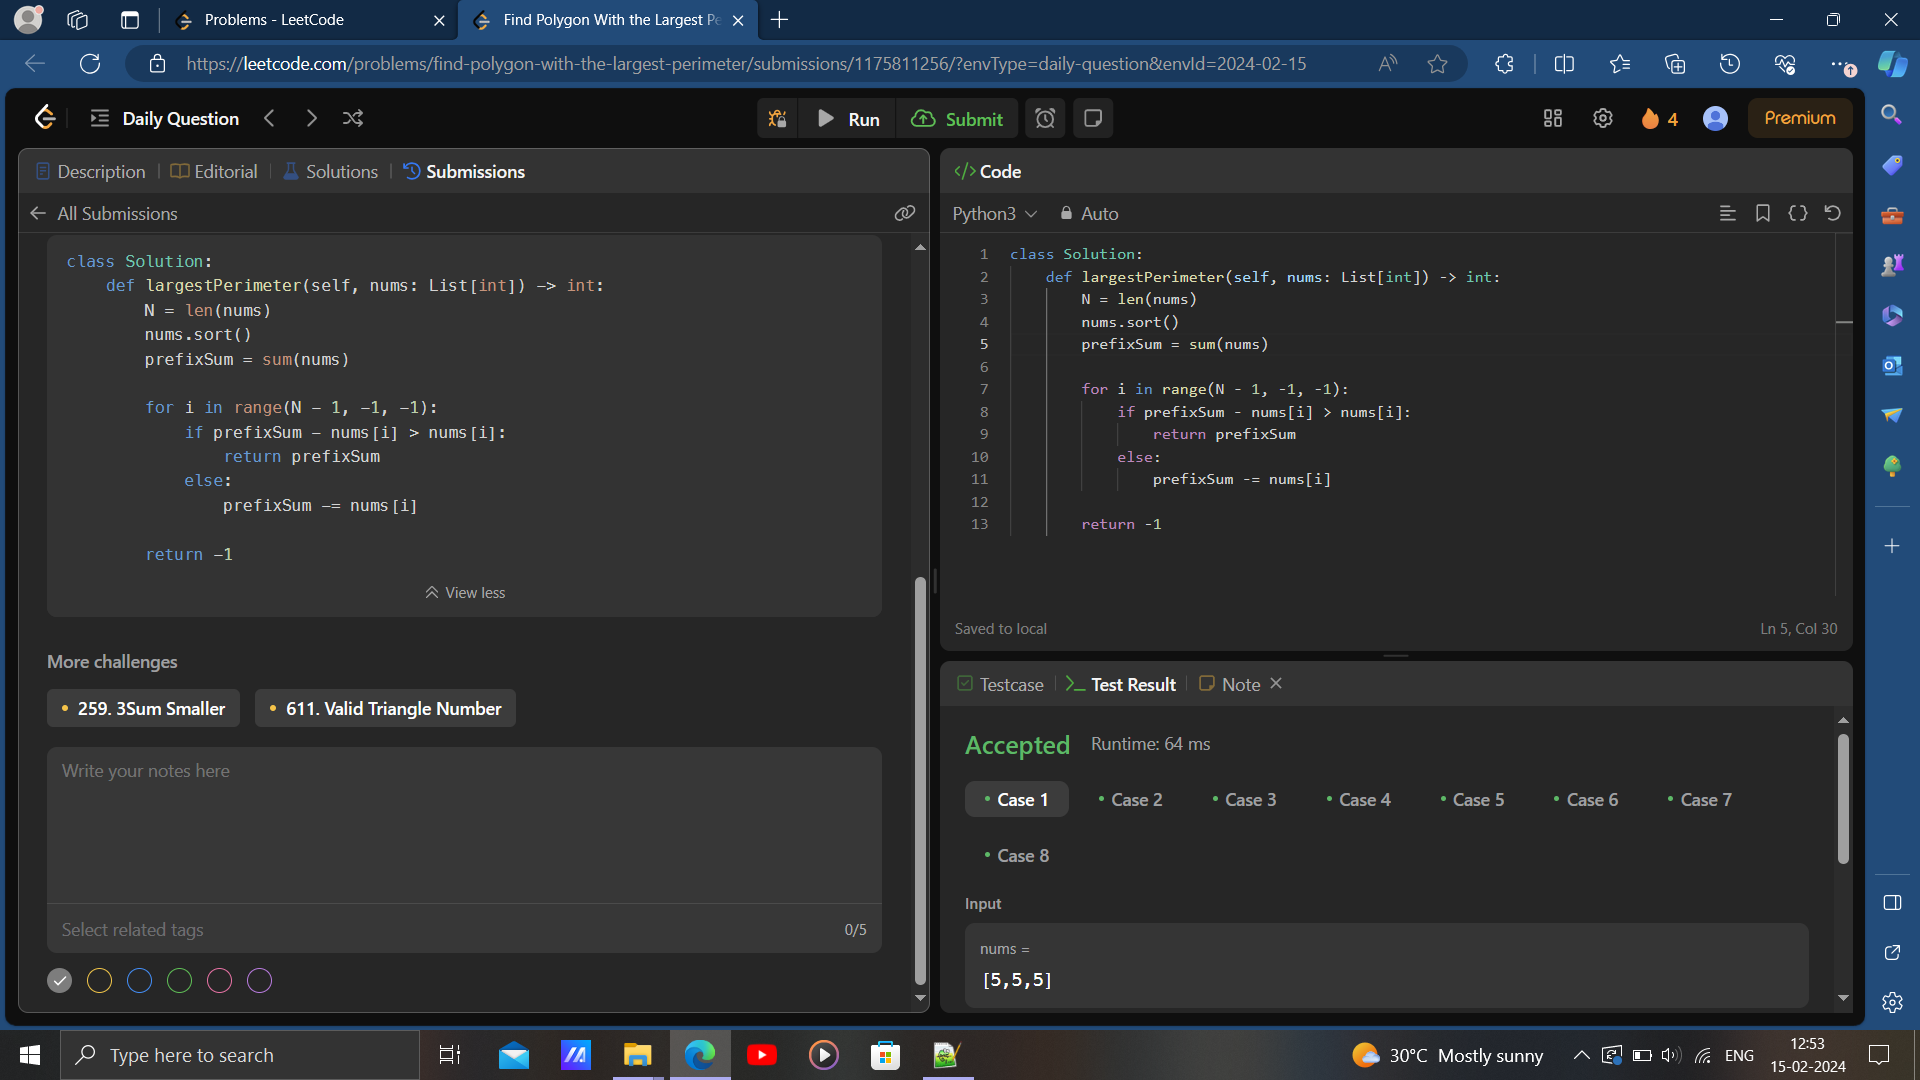 Problems - LeetCode
Find Polygon With the Largest Pe
https://leetcode.com/problems/find-polygon-with-the-largest-perimeter/submissions/1175811256/?envType=daily-question&envId=2024-02-15
Daily Question
Run
Submit
4
Premium
Description
Editorial
Solutions
Submissions
All Submissions
class Solution:
    def largestPerimeter(self, nums: List[int]) -> int:
        N = len(nums)
        nums.sort()
        prefixSum = sum(nums)
        for i in range(N - 1, -1, -1):
            if prefixSum - nums[i] > nums[i]:
                return prefixSum
            else:
                prefixSum -= nums[i]
        return -1
View less
More challenges
259. 3Sum Smaller
611. Valid Triangle Number
Write your notes here
Select related tags
0/5
</> Code
Python3
Auto
1 class Solution:
2     def largestPerimeter(self, nums: List[int]) -> int:
3         N = len(nums)
4         nums.sort()
5         prefixSum = sum(nums)
6
7         for i in range(N - 1, -1, -1):
8             if prefixSum - nums[i] > nums[i]:
9                 return prefixSum
10             else:
11                 prefixSum -= nums[i]
12
13         return -1
Saved to local
Ln 5, Col 30
Testcase
Test Result
Note
Accepted
Runtime: 64 ms
Case 1
Case 2
Case 3
Case 4
Case 5
Case 6
Case 7
Case 8
Input
nums =
[5,5,5]
Type here to search
30°C Mostly sunny
ENG
12:53
15-02-2024